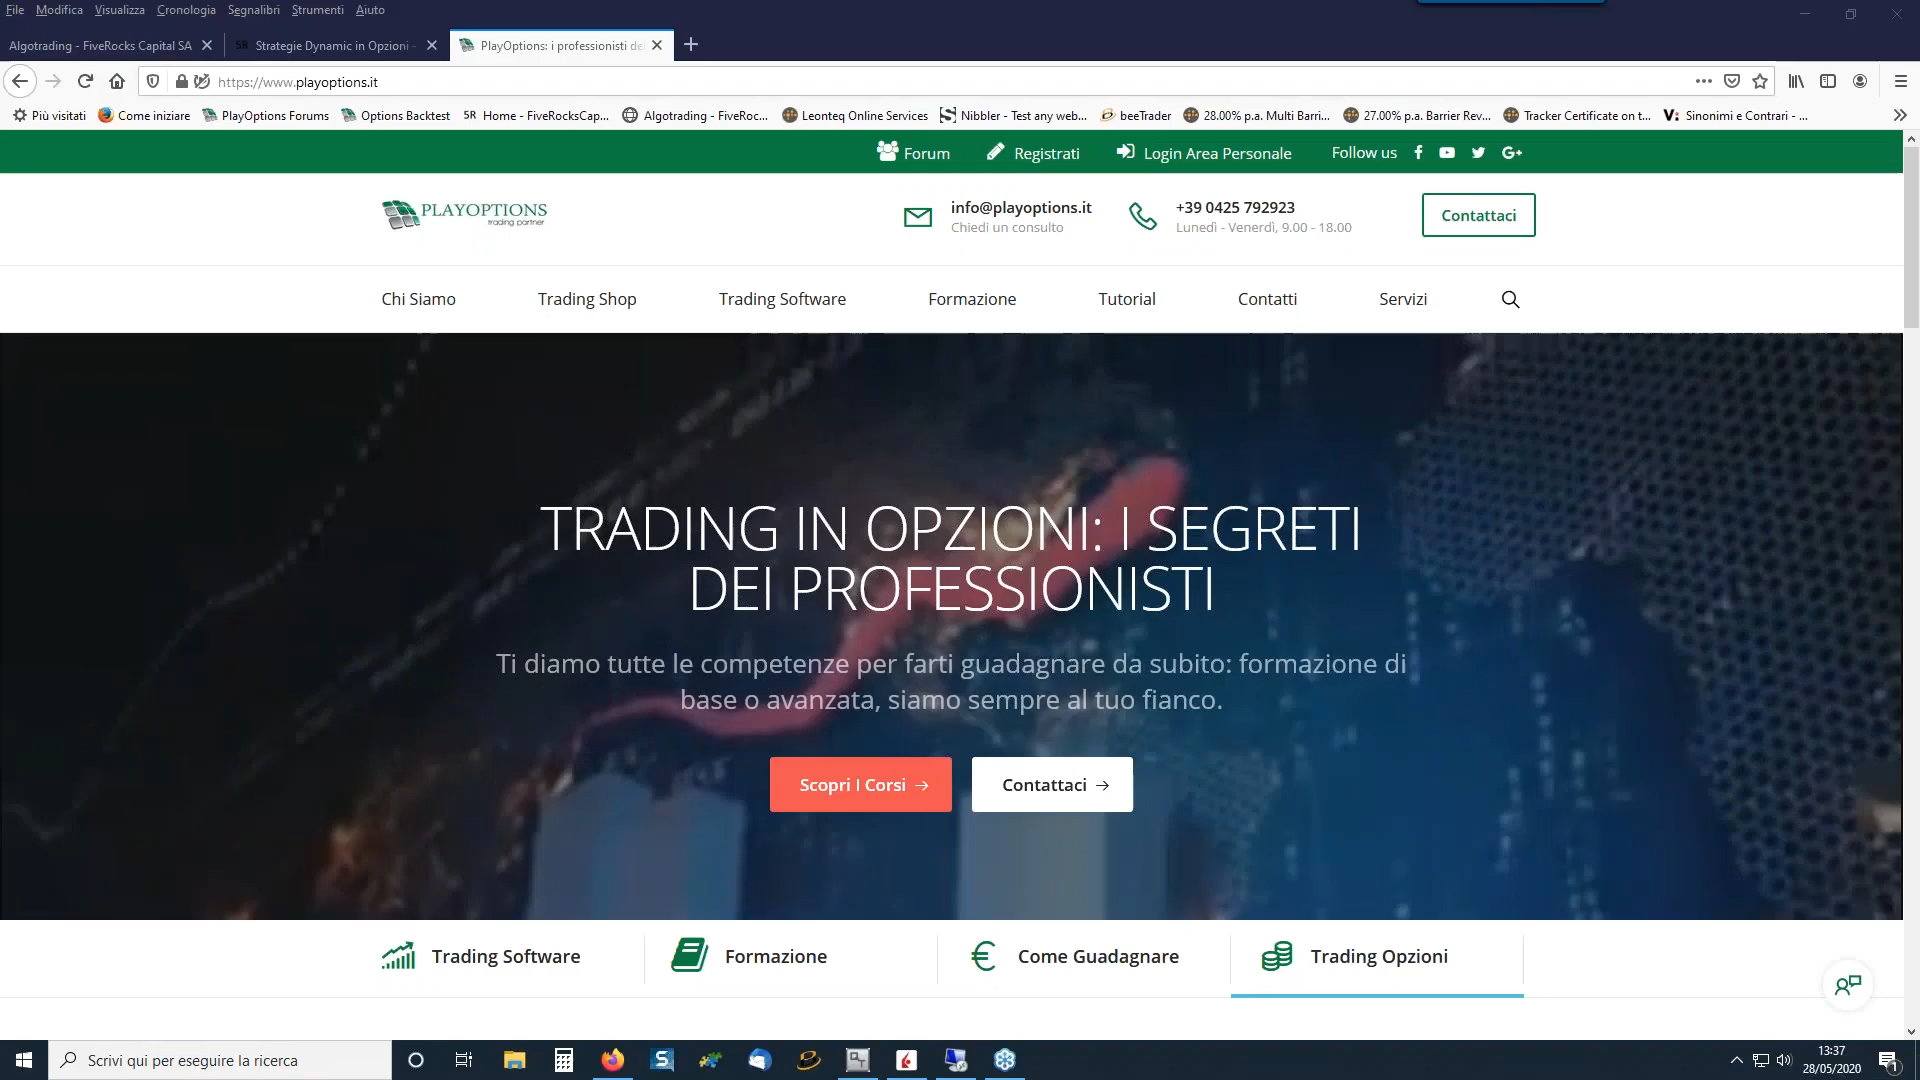 File Modifica Visualizza Cronologia Segnalibri Strumenti Aiuto
Algotrading - FiveRocks Capital SA
5R Strategie Dynamic in Opzioni -
PlayOptions: i professionisti de
https://www.playoptions.it
Più visitati Come iniziare PlayOptions Forums Options Backtest 5R Home - FiveRocksCap... Algotrading - FiveRoc... Leonteq Online Services Nibbler - Test any web... beeTrader 28.00% p.a. Multi Barri... 27.00% p.a. Barrier Rev... Tracker Certificate on t... V: Sinonimi e Contrari - ...
Forum Registrati Login Area Personale Follow us
PLAYOPTIONS
trading partner
info@playoptions.it
Chiedi un consulto
+39 0425 792923
Lunedì - Venerdì, 9.00 - 18.00
Contattaci
Chi Siamo Trading Shop Trading Software Formazione Tutorial Contatti Servizi
TRADING IN OPZIONI: I SEGRETI
DEI PROFESSIONISTI
Ti diamo tutte le competenze per farti guadagnare da subito: formazione di
base o avanzata, siamo sempre al tuo fianco.
Scopri I Corsi → Contattaci →
Trading Software Formazione Come Guadagnare Trading Opzioni
Scrivi qui per eseguire la ricerca
13:37
28/05/2020
1